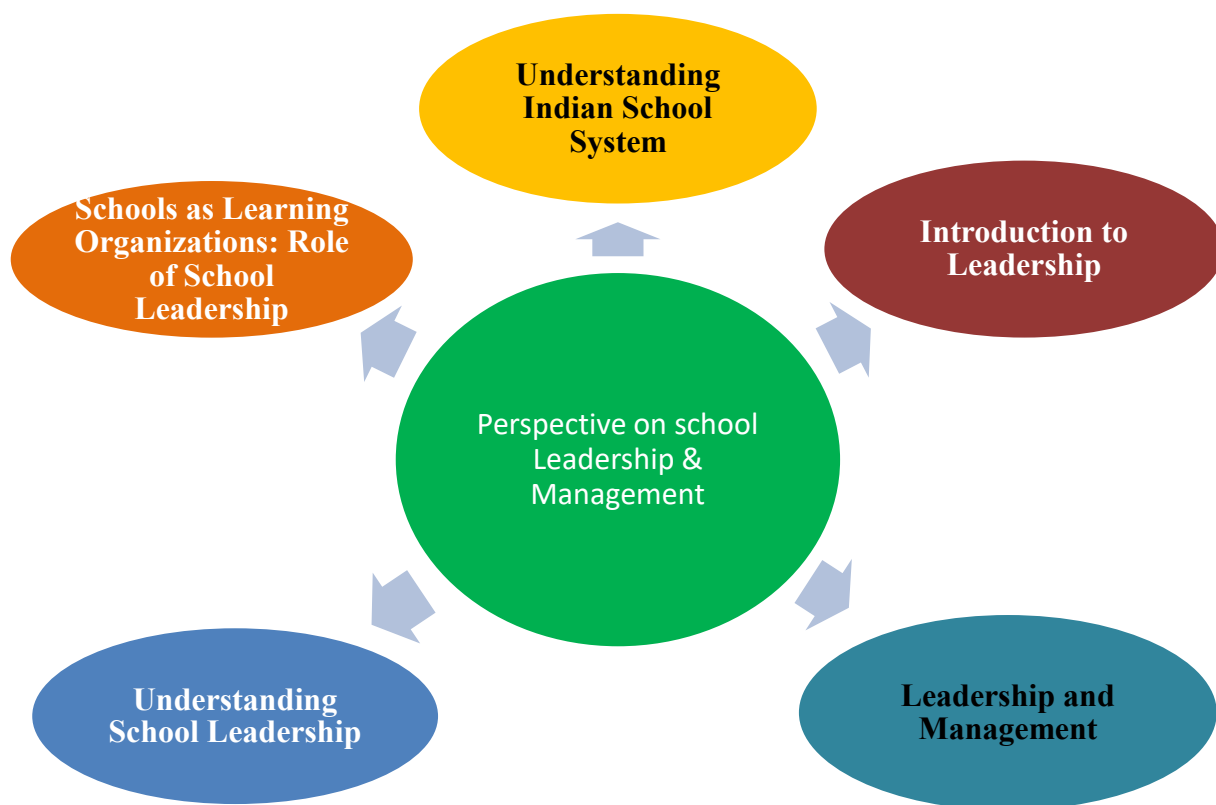 Understanding
Indian School
System
Schools as Learning
Organizations: Role
of School
Leadership
Introduction to
Leadership
Perspective on school
Leadership &
Management
Understanding
School Leadership
Leadership and
Management